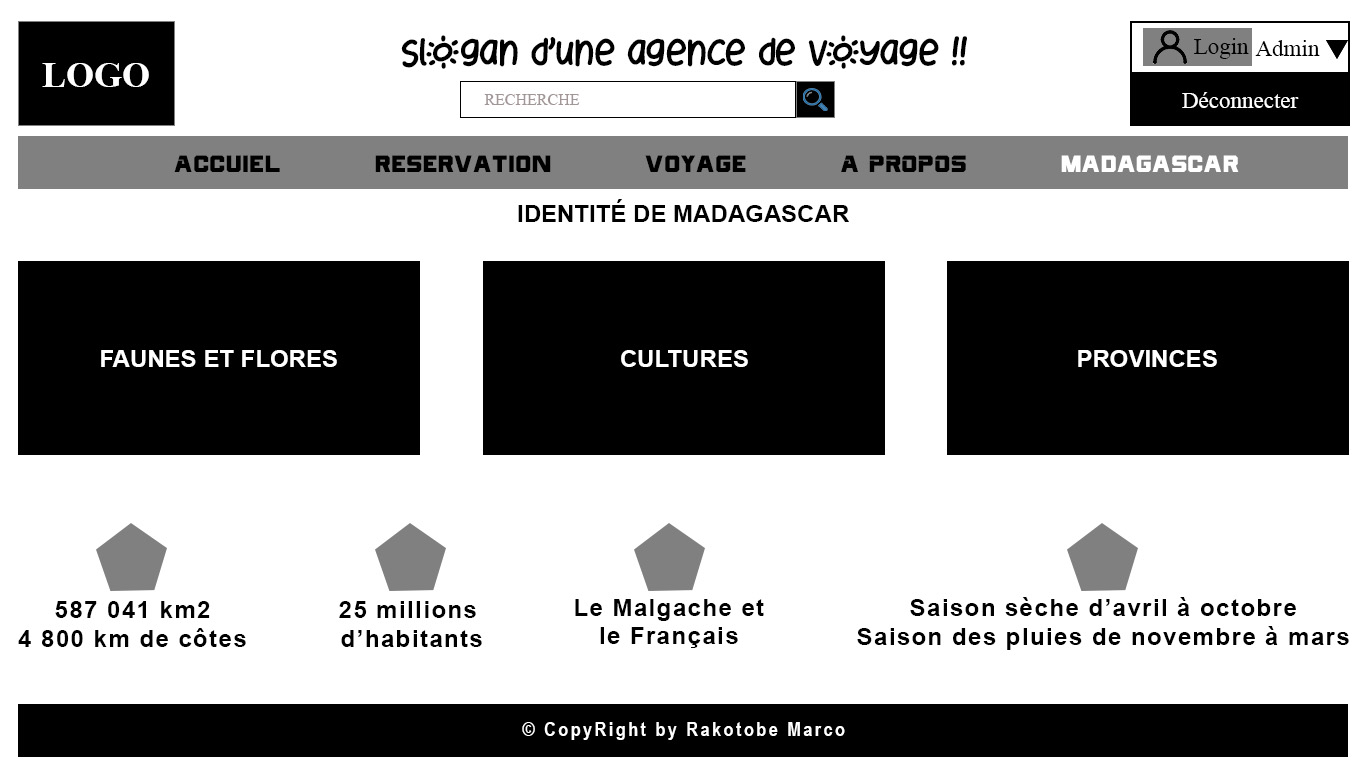 LOGO
slogan d'une agence de voyage !!
Login Admin
RECHERCHE
Déconnecter
ACCUIEL RESERVATION VOYAGE A PROPOS MADAGASCAR
IDENTITÉ DE MADAGASCAR
FAUNES ET FLORES
CULTURES
PROVINCES
587 041 km2
4 800 km de côtes
25 millions
d’habitants
Le Malgache et
le Français
Saison sèche d’avril à octobre
Saison des pluies de novembre à mars
© CopyRight by Rakotobe Marco